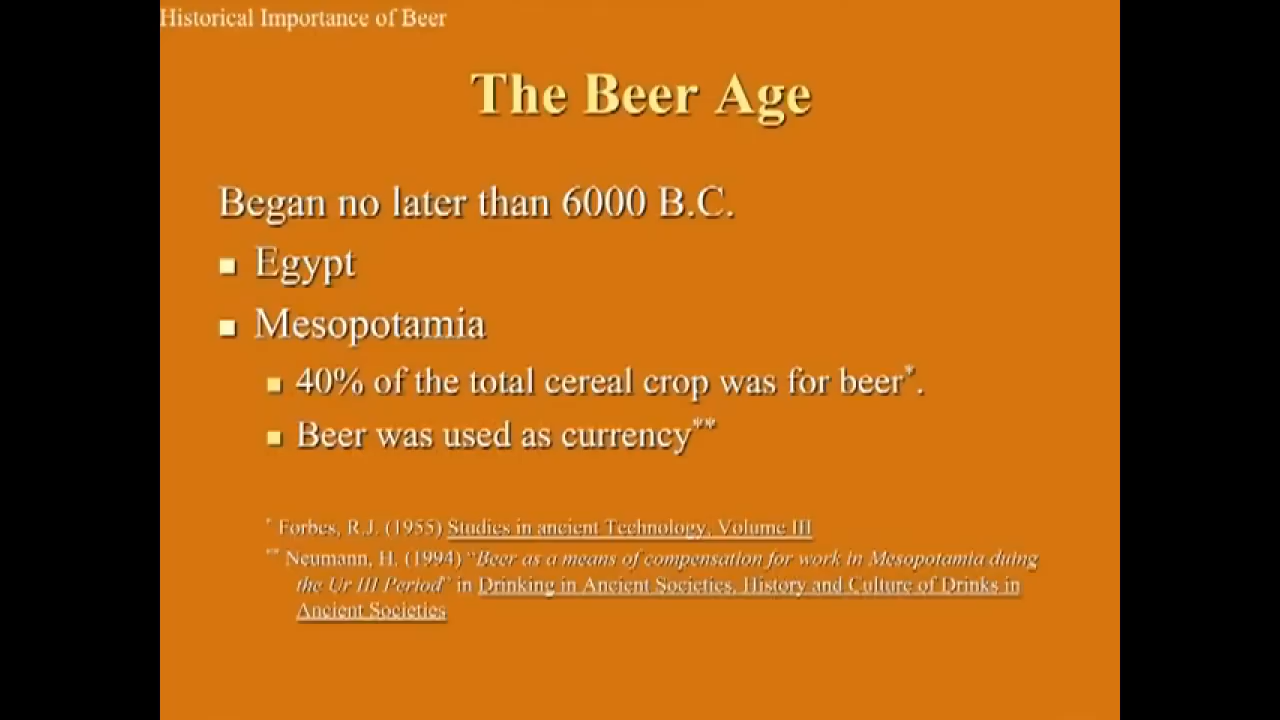 Historical Importance of Beer
The Beer Age
Began no later than 6000 B.C.
■ Egypt
■ Mesopotamia
■ 40% of the total cereal crop was for beer*.
■ Beer was used as currency**
* Forbes, R.J. (1955) Studies in ancient Technology, Volume III
** Neumann, H. (1994) "Beer as a means of compensation for work in Mesopotamia duing
the Ur III Period" in Drinking in Ancient Societies, History and Culture of Drinks in
Ancient Societies